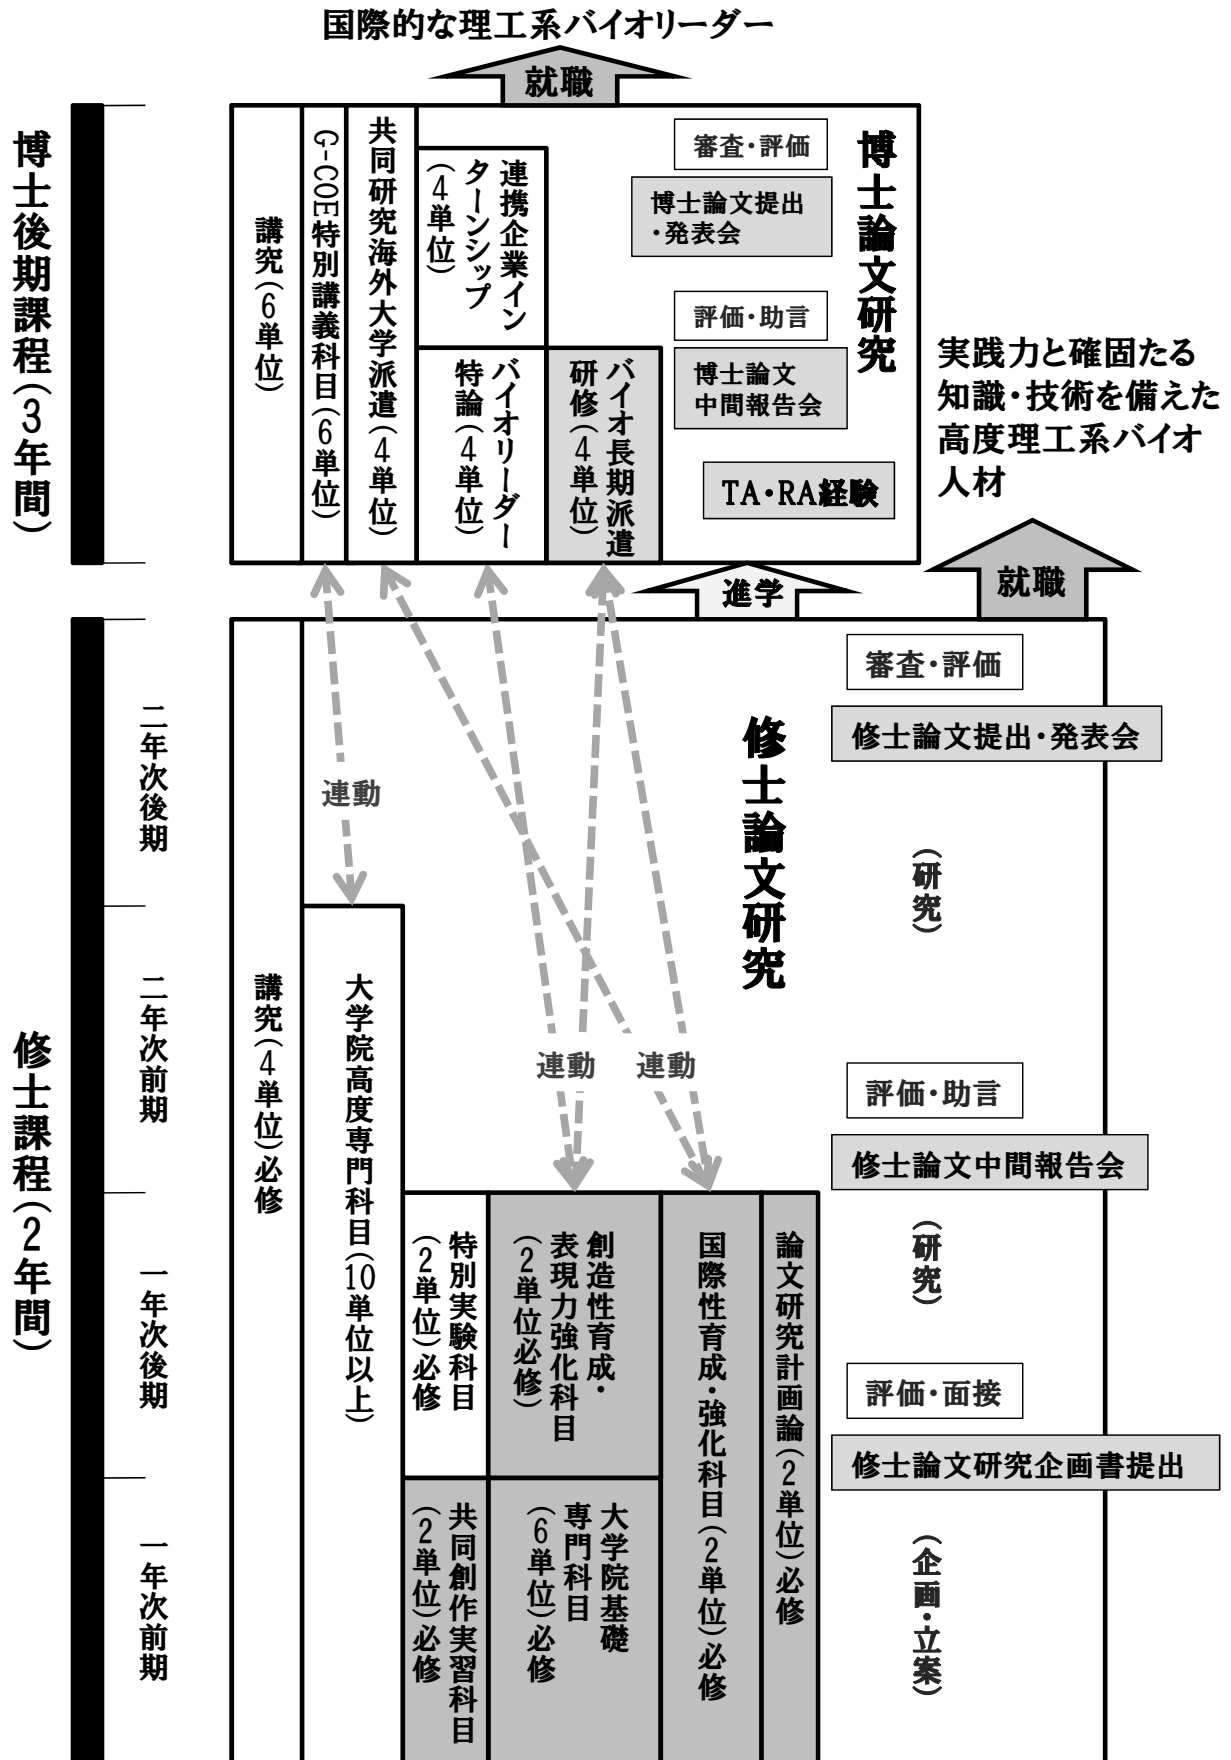 国際的な理工系バイオリーダー
就職
博士後期課程(3年間)
講究(6単位)
G-COE特別講義科目(6単位)
共同研究海外大学派遣(4単位)
連携企業イン
ターンシップ
(4単位)
バイオリーダー
特論(4単位)
バイオ長期派遣
研修(4単位)
審査・評価
博士論文提出
・発表会
評価・助言
博士論文
中間報告会
TA・RA経験
博士論文研究
実践力と確固たる
知識・技術を備えた
高度理工系バイオ
人材
進学
就職
修士課程(2年間)
二年次後期
二年次前期
一年次後期
一年次前期
講究(4単位)必修
大学院高度専門科目(10単位以上)
連動
連動
連動
特別実験科目
(2単位)必修
共同創作実習科目
(2単位)必修
創造性育成・
表現力強化科目
(2単位必修)
大学院基礎
専門科目
(6単位)必修
国際性育成・強化科目(2単位)必修
論文研究計画論(2単位)必修
修士論文研究
審査・評価
修士論文提出・発表会
(研究)
評価・助言
修士論文中間報告会
(研究)
評価・面接
修士論文研究企画書提出
(企画・立案)